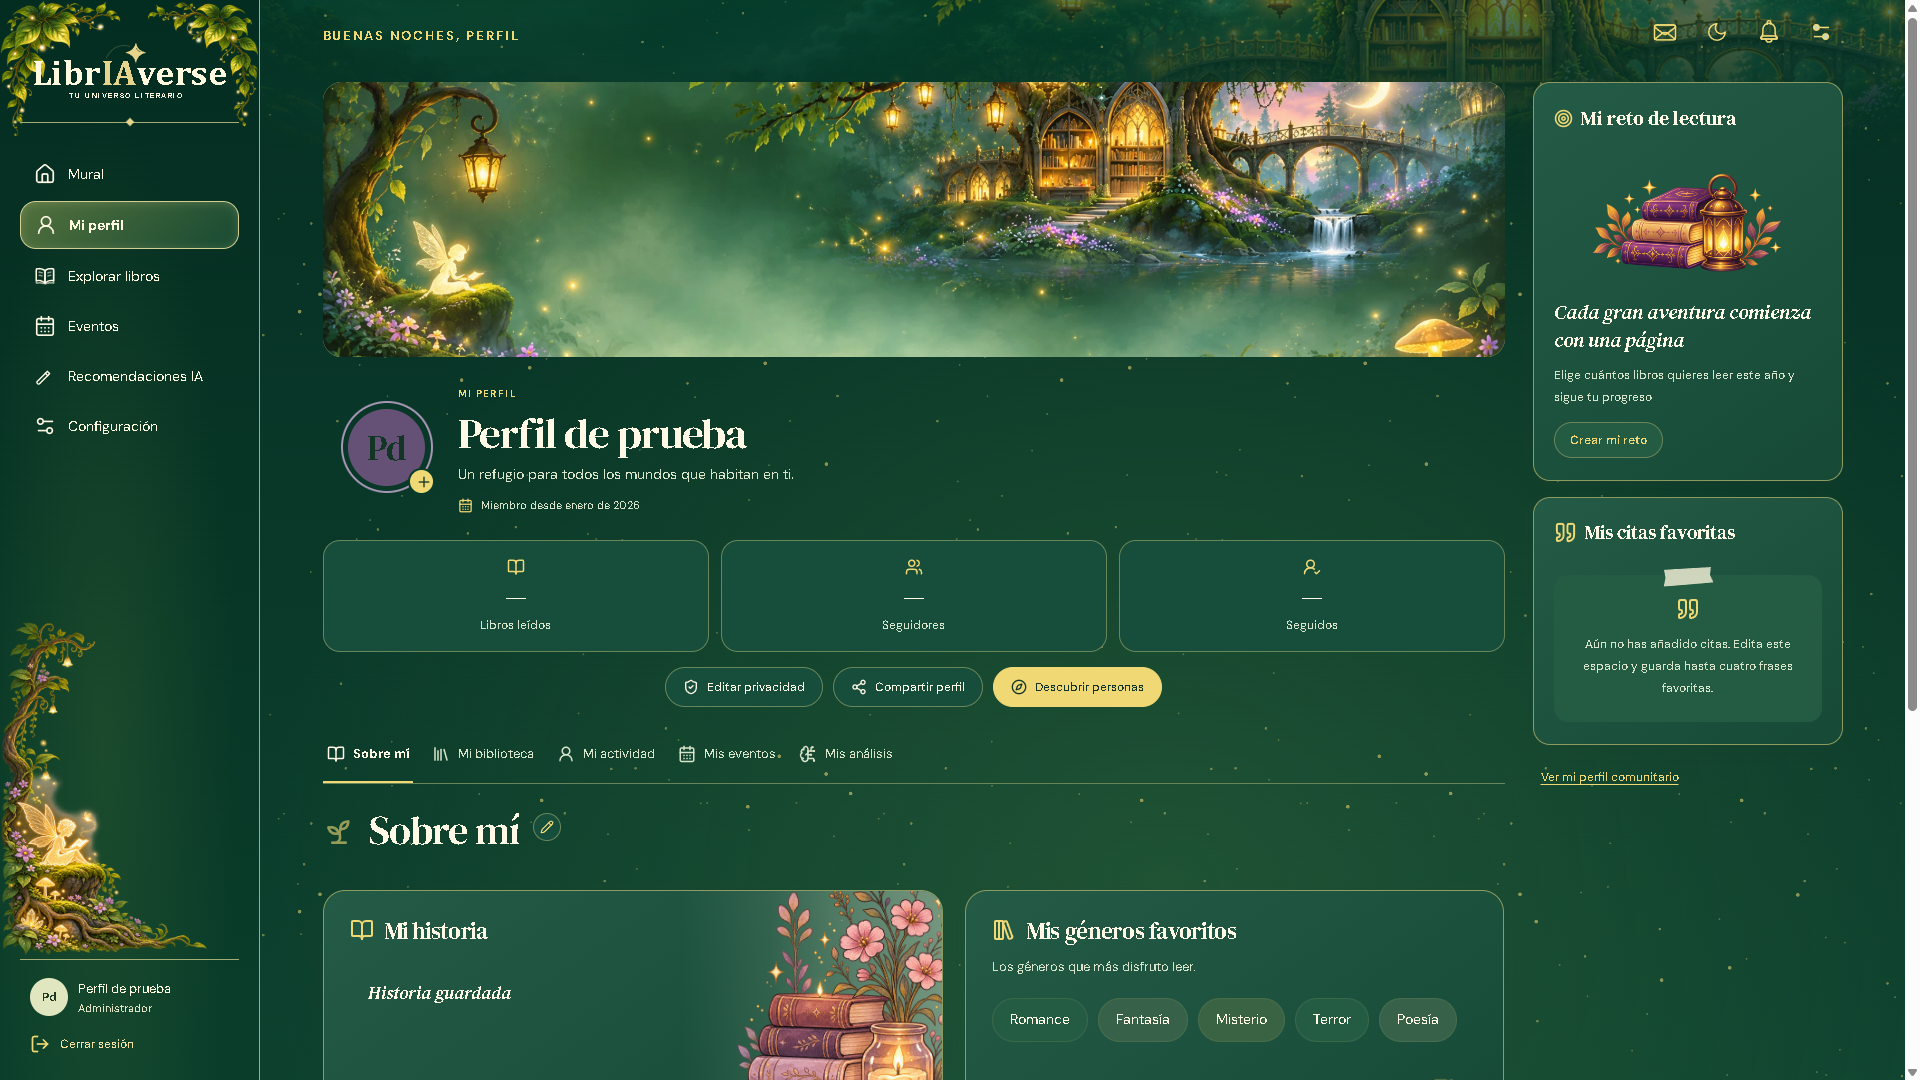 LibrIAverse
TU UNIVERSO LITERARIO
Mural
Mi perfil
Explorar libros
Eventos
Recomendaciones IA
Configuración
Pd
Perfil de prueba
Administrador
Cerrar sesión
BUENAS NOCHES, PERFIL
MI PERFIL
Pd
Perfil de prueba
Un refugio para todos los mundos que habitan en ti.
Miembro desde enero de 2026
—
Libros leídos
—
Seguidores
—
Seguidos
Editar privacidad
Compartir perfil
Descubrir personas
Sobre mí
Mi biblioteca
Mi actividad
Mis eventos
Mis análisis
Sobre mí
Mi historia
Historia guardada
Mis géneros favoritos
Los géneros que más disfruto leer.
Romance
Fantasía
Misterio
Terror
Poesía
Mi reto de lectura
Cada gran aventura comienza
con una página
Elige cuántos libros quieres leer este año y
sigue tu progreso
Crear mi reto
Mis citas favoritas
Aún no has añadido citas. Edita este
espacio y guarda hasta cuatro frases
favoritas.
Ver mi perfil comunitario